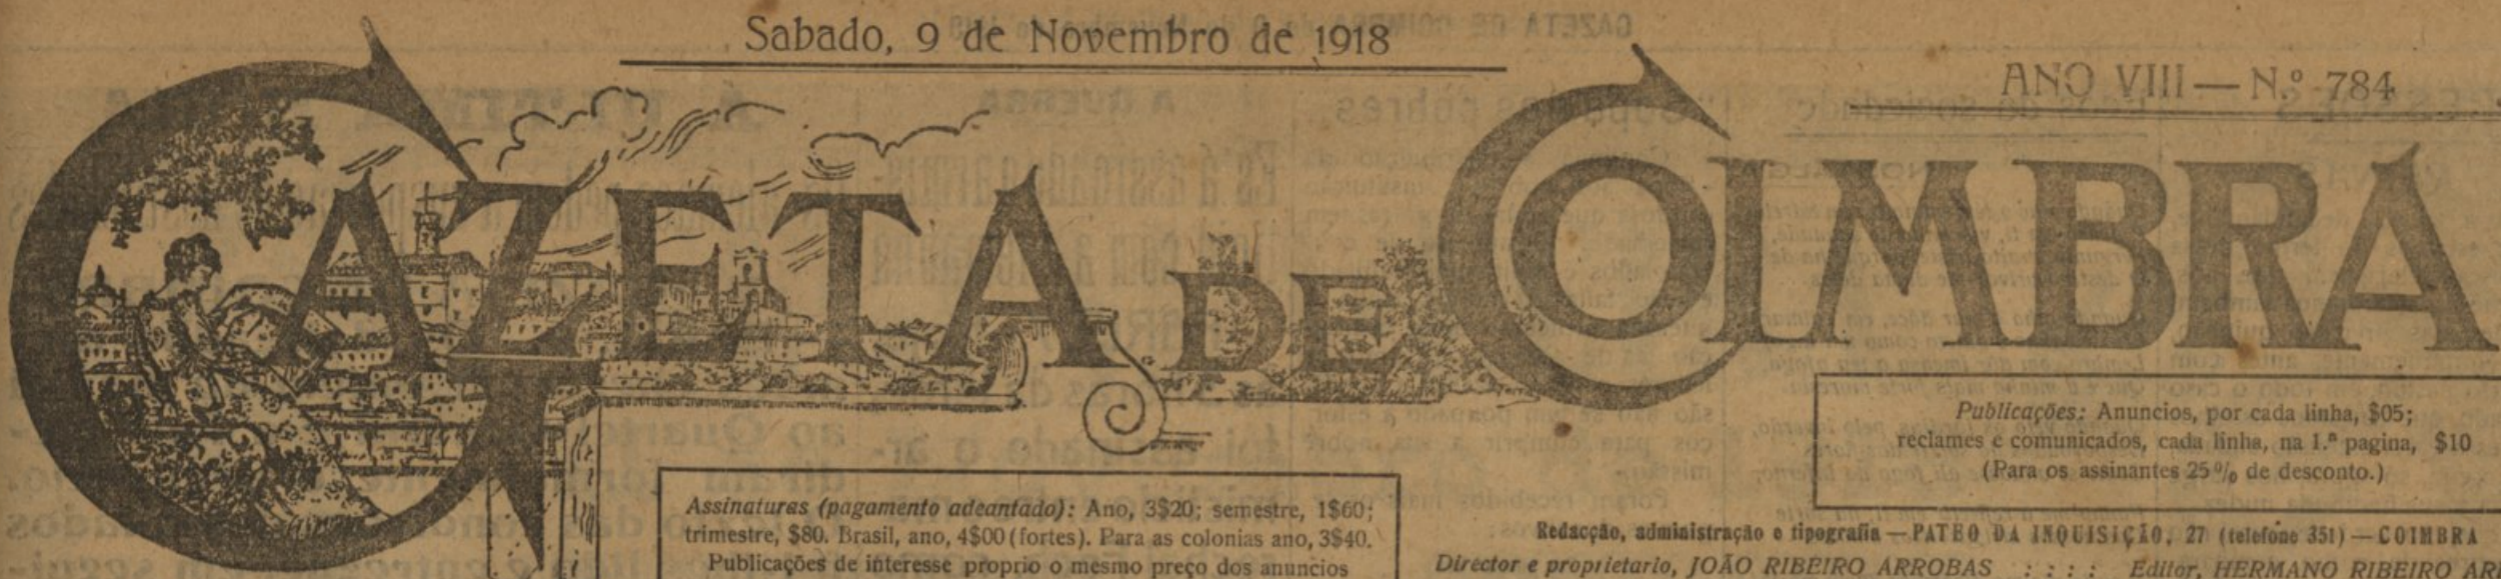 Sabado, 9 de Novembro de 1918
ANO VIII — N.º 784
GAZETA DE COIMBRA
Publicações: Anuncios, por cada linha, $05;
reclames e comunicados, cada linha, na 1.ª pagina, $10
(Para os assinantes 25% de desconto.)
Assinaturas (pagamento adeantado): Ano, 3$20; semestre, 1$60;
trimestre, $80. Brasil, ano, 4$00 (fortes). Para as colonias ano, 3$40.
Publicações de interesse proprio o mesmo preço dos anuncios
Redacção, administração e tipografia — PATEO DA INQUISIÇÃO, 27 (telefone 351) — COIMBRA
Director e proprietario, JOÃO RIBEIRO ARROBAS : : : : Editor, HERMANO RIBEIRO